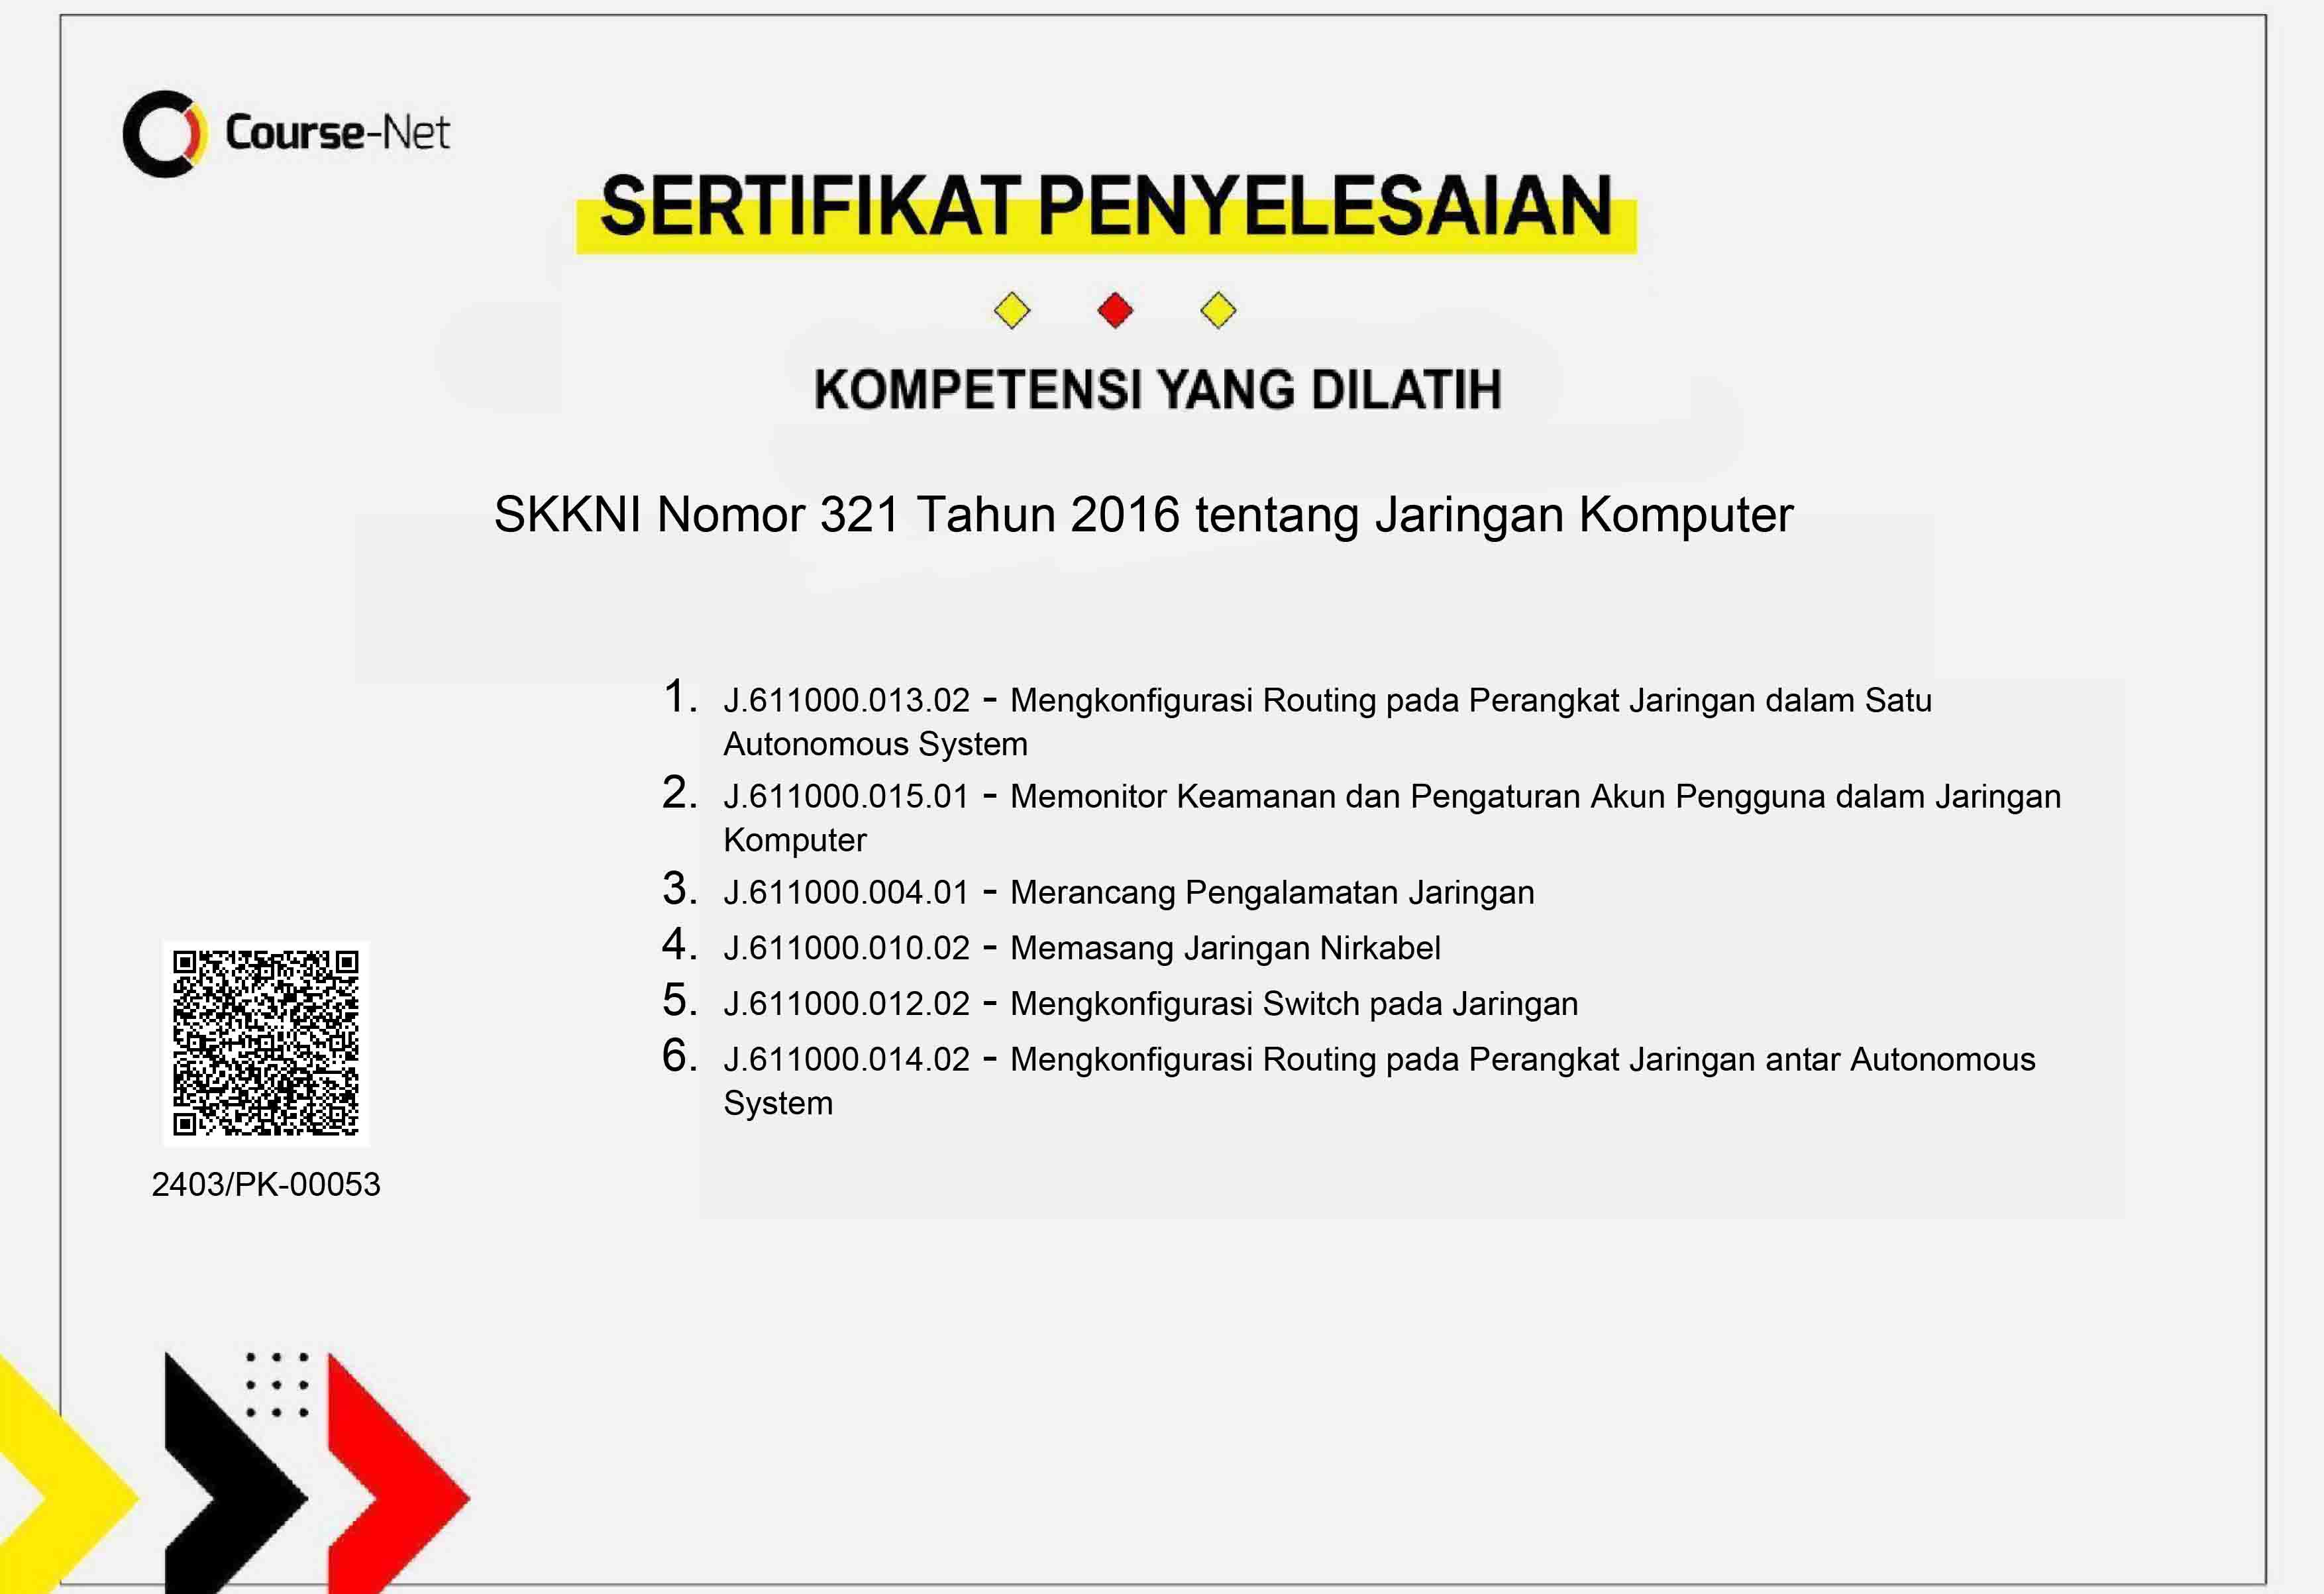 Course-Net
SERTIFIKAT PENYELESAIAN
KOMPETENSI YANG DILATIH
SKKNI Nomor 321 Tahun 2016 tentang Jaringan Komputer
1. J.611000.013.02 - Mengkonfigurasi Routing pada Perangkat Jaringan dalam Satu
Autonomous System
2. J.611000.015.01 - Memonitor Keamanan dan Pengaturan Akun Pengguna dalam Jaringan
Komputer
3. J.611000.004.01 - Merancang Pengalamatan Jaringan
4. J.611000.010.02 - Memasang Jaringan Nirkabel
5. J.611000.012.02 - Mengkonfigurasi Switch pada Jaringan
6. J.611000.014.02 - Mengkonfigurasi Routing pada Perangkat Jaringan antar Autonomous
System
2403/PK-00053